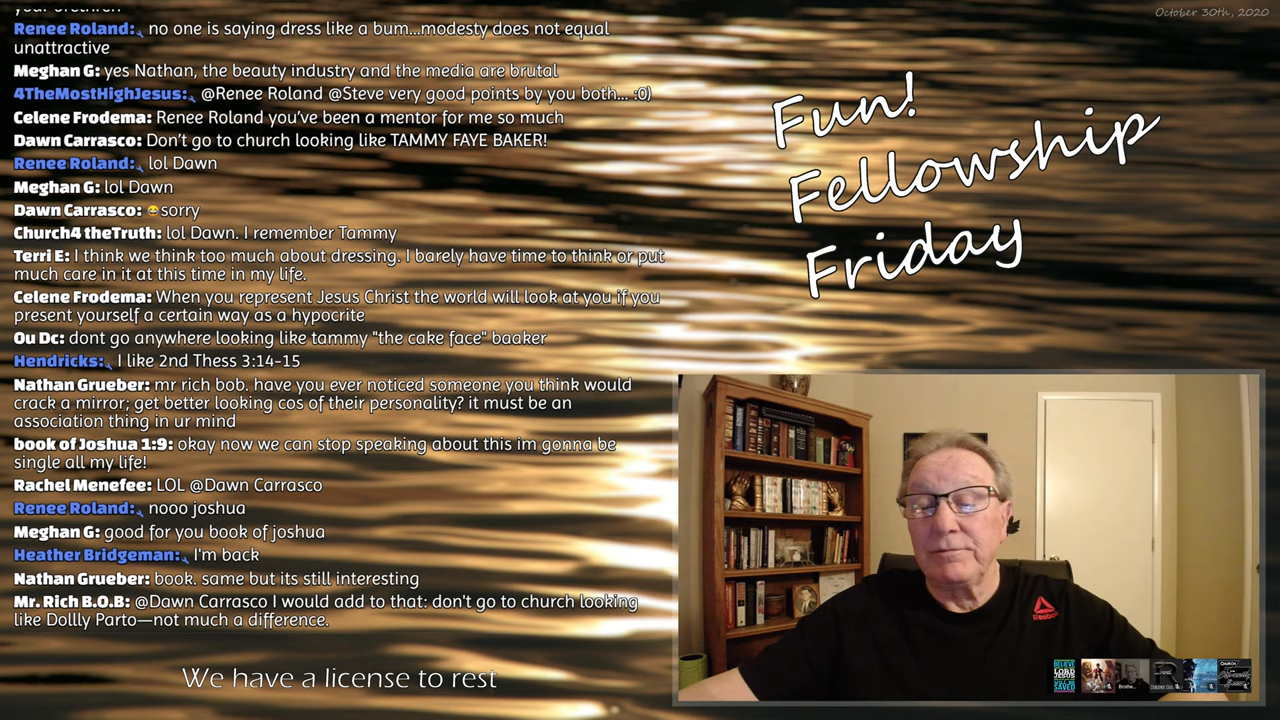 your brethren
Renee Roland: no one is saying dress like a bum...modesty does not equal
unattractive
Meghan G: yes Nathan, the beauty industry and the media are brutal
4TheMostHighJesus: @Renee Roland @Steve very good points by you both... :0)
Celene Frodema: Renee Roland you've been a mentor for me so much
Dawn Carrasco: Don't go to church looking like TAMMY FAYE BAKER!
Renee Roland: lol Dawn
Meghan G: lol Dawn
Dawn Carrasco: 😂sorry
Church4 theTruth: lol Dawn. I remember Tammy
Terri E: I think we think too much about dressing. I barely have time to think or put
much care in it at this time in my life.
Celene Frodema: When you represent Jesus Christ the world will look at you if you
present yourself a certain way as a hypocrite
Ou Dc: dont go anywhere looking like tammy "the cake face" baaker
Hendricks: I like 2nd Thess 3:14-15
Nathan Grueber: mr rich bob. have you ever noticed someone you think would
crack a mirror; get better looking cos of their personality? it must be an
association thing in ur mind
book of Joshua 1:9: okay now we can stop speaking about this im gonna be
single all my life!
Rachel Menefee: LOL @Dawn Carrasco
Renee Roland: nooo joshua
Meghan G: good for you book of joshua
Heather Bridgeman: I'm back
Nathan Grueber: book. same but its still interesting
Mr. Rich B.O.B: @Dawn Carrasco I would add to that: don't go to church looking
like Dollly Parto—not much a difference.
We have a license to rest
October 30th, 2020
Fun!
Fellowship
Friday
Reebok
BELIEVE
LORD
JESUS
SAVED
Brothe...
CHURCH